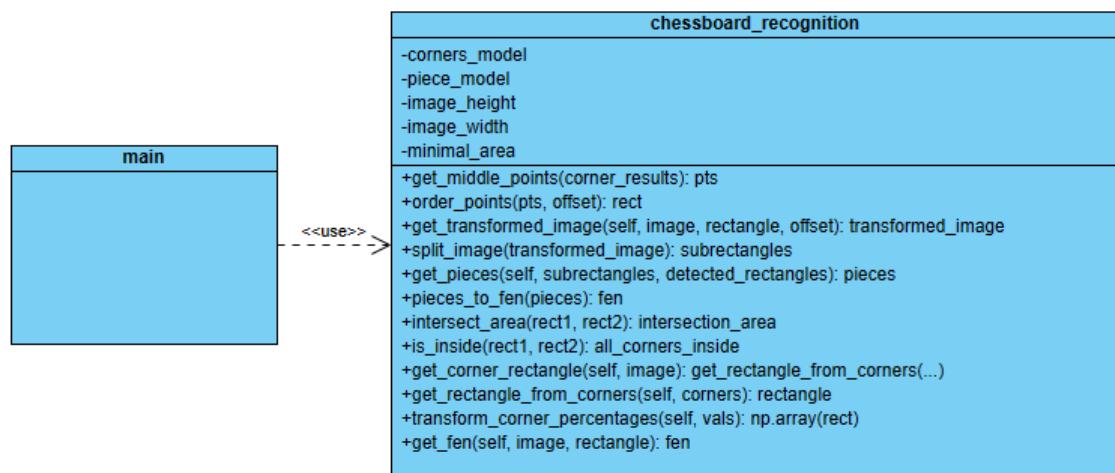 main
<<use>>
chessboard_recognition
-corners_model
-piece_model
-image_height
-image_width
-minimal_area
+get_middle_points(corner_results): pts
+order_points(pts, offset): rect
+get_transformed_image(self, image, rectangle, offset): transformed_image
+split_image(transformed_image): subrectangles
+get_pieces(self, subrectangles, detected_rectangles): pieces
+pieces_to_fen(pieces): fen
+intersect_area(rect1, rect2): intersection_area
+is_inside(rect1, rect2): all_corners_inside
+get_corner_rectangle(self, image): get_rectangle_from_corners(...)
+get_rectangle_from_corners(self, corners): rectangle
+transform_corner_percentages(self, vals): np.array(rect)
+get_fen(self, image, rectangle): fen